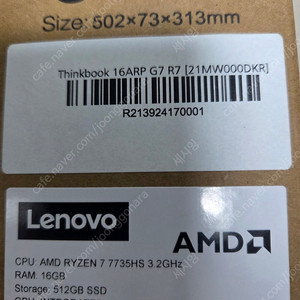 Size: 502×73×313mm
Thinkbook 16ARP G7 R7 [21MW000DKR]
R213924170001
Lenovo
AMD
CPU: AMD RYZEN 7 7735HS 3.2GHz
RAM: 16GB
Storage: 512GB SSD